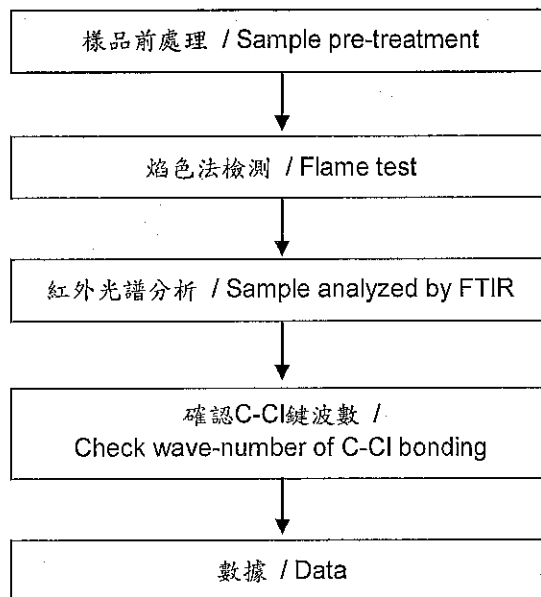 樣品前處理 / Sample pre-treatment
焰色法檢測 / Flame test
紅外光譜分析 / Sample analyzed by FTIR
確認C-Cl鍵波數 /
Check wave-number of C-Cl bonding
數據 / Data